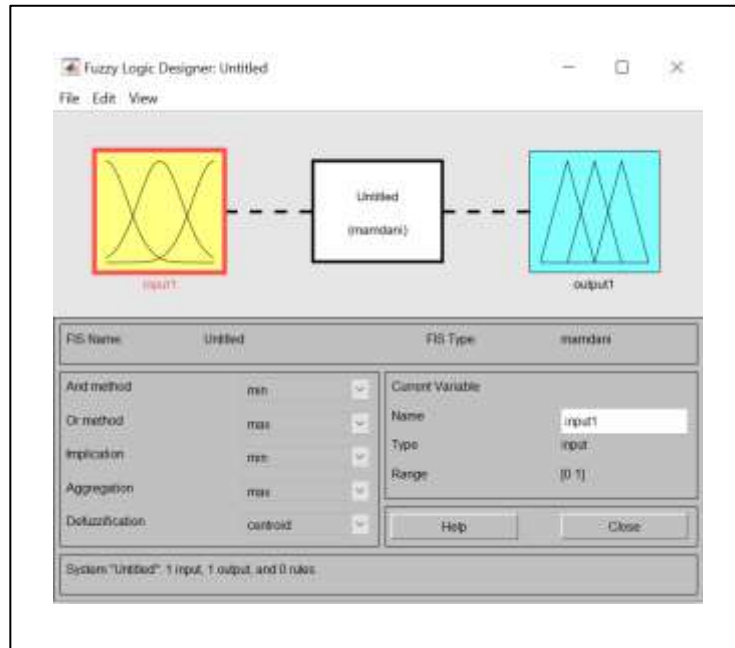 Fuzzy Logic Designer: Untitled
File Edit View
Untitled
(mamdani)
input1
output1
FIS Name: Untitled FIS Type: mamdani
And method min
Or method max
Implication min
Aggregation max
Defuzzification centroid
Current Variable
Name input1
Type input
Range [0 1]
Help Close
System "Untitled": 1 input, 1 output, and 0 rules